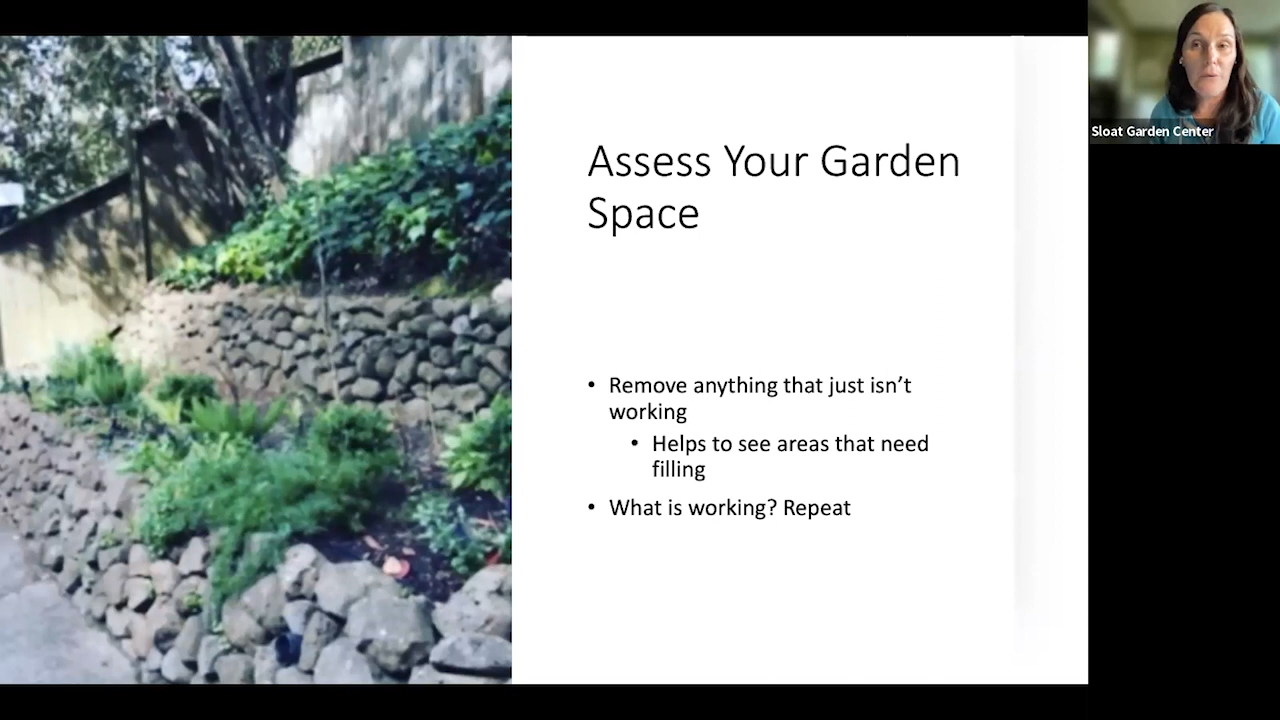 Assess Your Garden
Space
• Remove anything that just isn’t
working
• Helps to see areas that need
filling
• What is working? Repeat
Sloat Garden Center